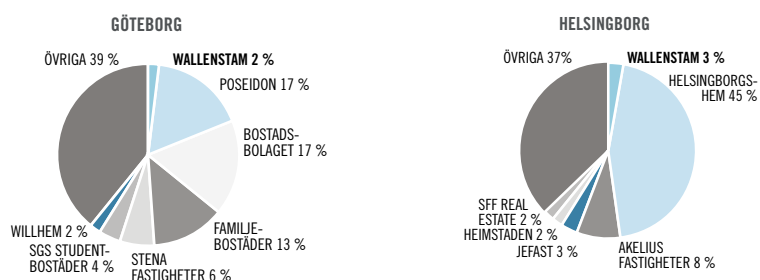 GÖTEBORG
ÖVRIGA 39 %
WALLENSTAM 2 %
POSEIDON 17 %
BOSTADS-
BOLAGET 17 %
FAMILJE-
BOSTÄDER 13 %
STENA
FASTIGHETER 6 %
SGS STUDENT-
BOSTÄDER 4 %
WILLHEM 2 %
HELSINGBORG
ÖVRIGA 37%
WALLENSTAM 3 %
HELSINGBORGS-
HEM 45 %
AKELIUS
FASTIGHETER 8 %
JEFAST 3 %
HEIMSTADEN 2 %
SFF REAL
ESTATE 2 %